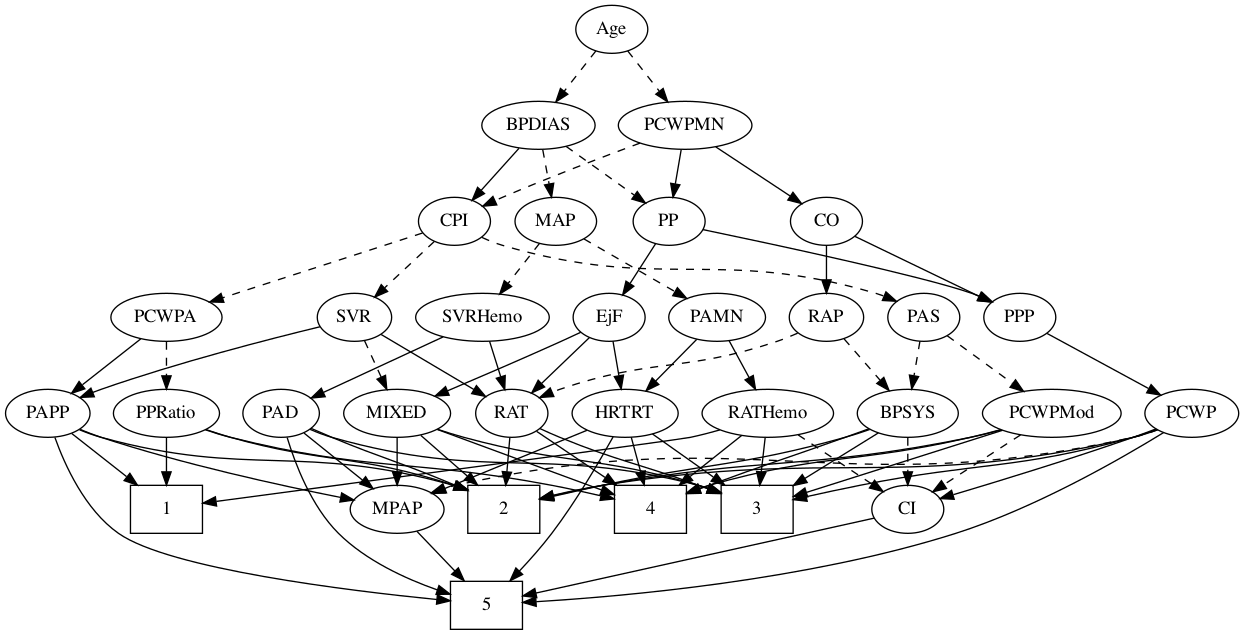 Age
BPDIAS
PCWPMN
CPI
MAP
PP
CO
PCWPA
SVR
SVRHemo
EjF
PAMN
RAP
PAS
PPP
PAPP
PPRatio
PAD
MIXED
RAT
HRTRT
RATHemo
BPSYS
PCWPMod
PCWP
1
MPAP
2
4
3
CI
5